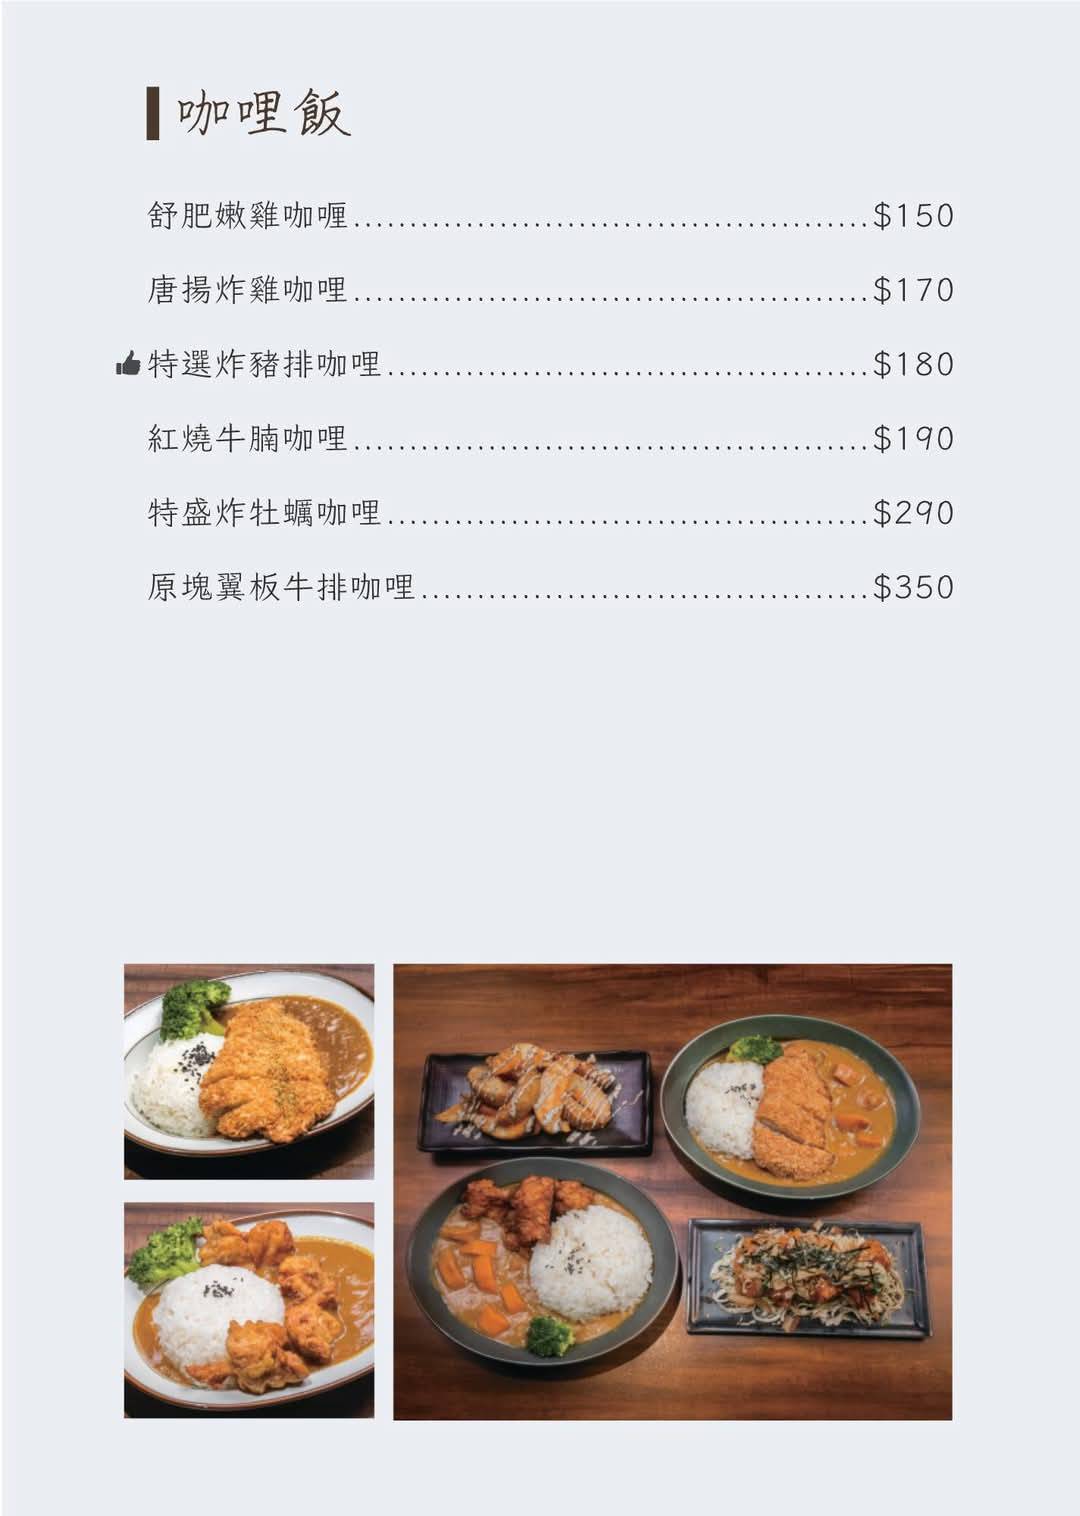 咖哩飯
舒肥嫩雞咖喱..............................................$150
唐揚炸雞咖哩..............................................$170
特選炸豬排咖哩...........................................$180
紅燒牛腩咖哩..............................................$190
特盛炸牡蠣咖哩...........................................$290
原塊翼板牛排咖哩........................................$350